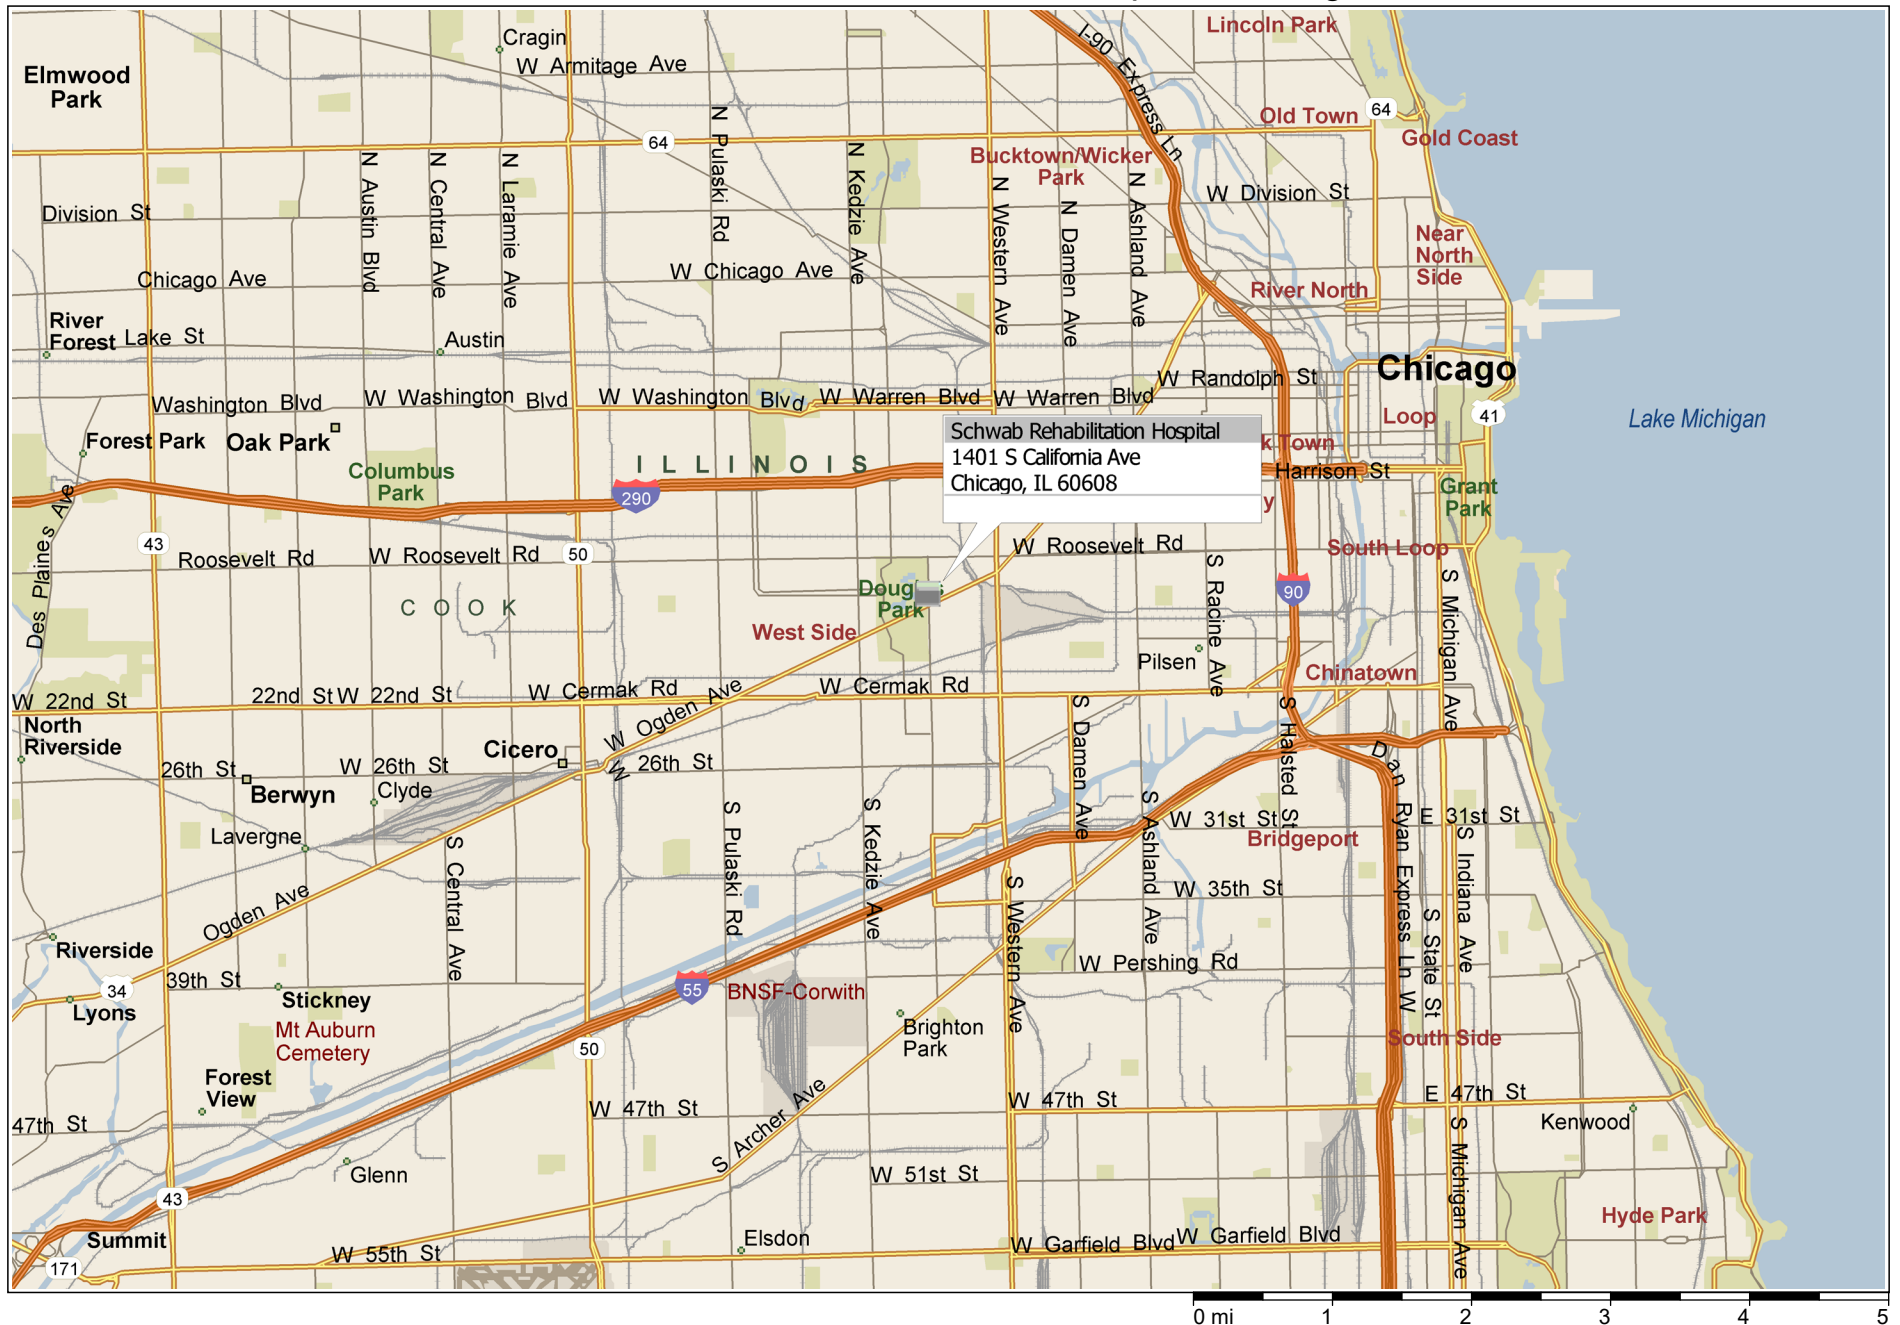 Lincoln Park
Cragin
W Armitage Ave
I-90 Express Ln
Elmwood
Park
64
Old Town
Gold Coast
64
N Pulaski Rd
N Kedzie Ave
Bucktown/Wicker
Park
N Austin Blvd
N Central Ave
N Laramie Ave
N Western Ave
N Damen Ave
N Ashland Ave
W Division St
Division St
Near
North
Side
W Chicago Ave
Chicago Ave
River North
River
Forest
Lake St
Austin
Chicago
W Randolph St
Washington Blvd
W Washington Blvd
W Washington Blvd
W Warren Blvd
W Warren Blvd
Loop
41
Lake Michigan
Forest Park
Oak Park
Schwab Rehabilitation Hospital
1401 S California Ave
Chicago, IL 60608
k Town
ILLINOIS
Columbus
Park
Harrison St
290
Grant
Park
y
Des Plaines Ave
43
50
Roosevelt Rd
W Roosevelt Rd
W Roosevelt Rd
South Loop
S Racine Ave
S Michigan Ave
90
COOK
Doug s
Park
West Side
Pilsen
Chinatown
W 22nd St
22nd St
W 22nd St
W Cermak Rd
W Cermak Rd
W Ogden Ave
S Damen Ave
S Halsted St
North
Riverside
Cicero
26th St
W 26th St
W 26th St
Dan Ryan Express Ln W
Berwyn
Clyde
S Pulaski Rd
S Kedzie Ave
S Ashland Ave
W 31st St
E 31st St
Lavergne
Bridgeport
S Central Ave
S Indiana Ave
S Western Ave
W 35th St
Ogden Ave
S State St
Riverside
39th St
W Pershing Rd
34
55
BNSF-Corwith
Stickney
Lyons
Mt Auburn
Cemetery
Brighton
Park
South Side
50
Forest
View
47th St
W 47th St
W 47th St
E 47th St
Kenwood
S Archer Ave
S Michigan Ave
Glenn
W 51st St
43
Hyde Park
Summit
Elsdon
W 55th St
W Garfield Blvd
W Garfield Blvd
171
0 mi 1 2 3 4 5